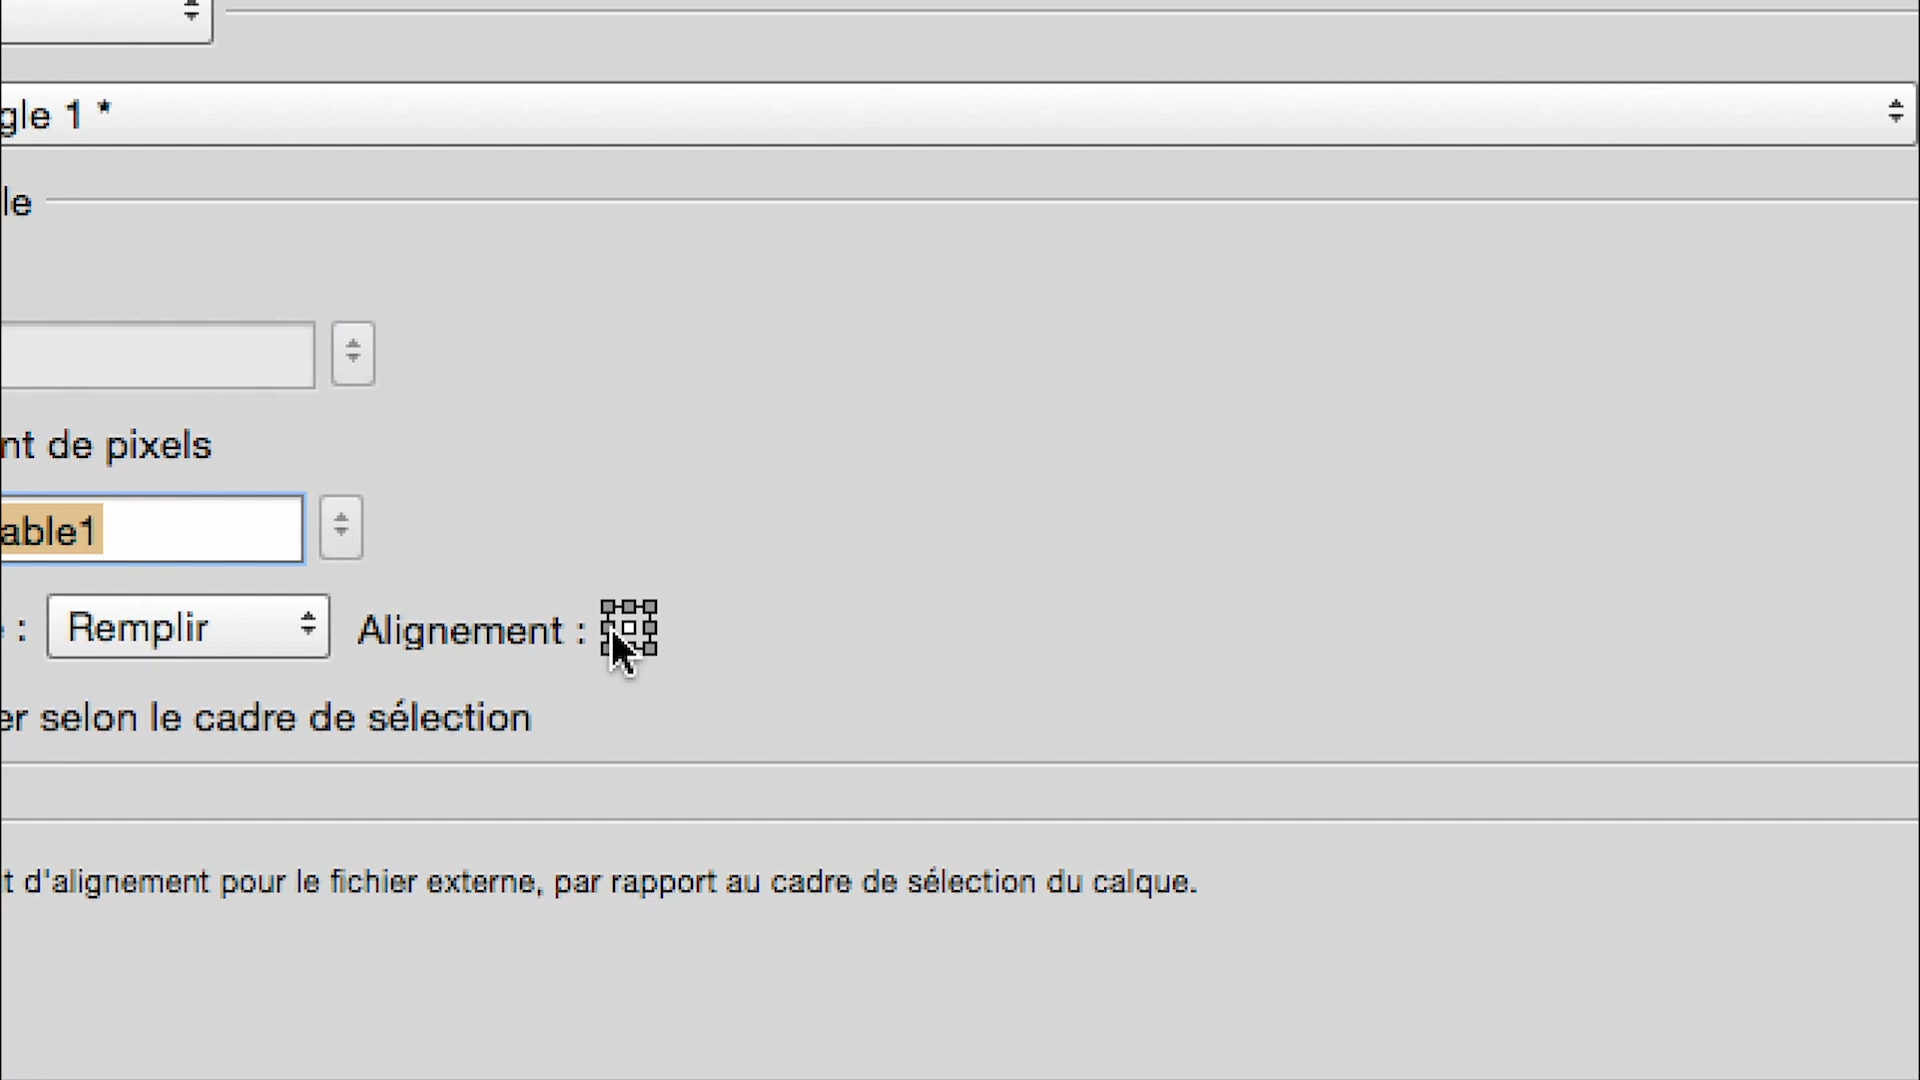 gle 1 *
le
nt de pixels
able1
: Remplir Alignement :
er selon le cadre de sélection
t d'alignement pour le fichier externe, par rapport au cadre de sélection du calque.